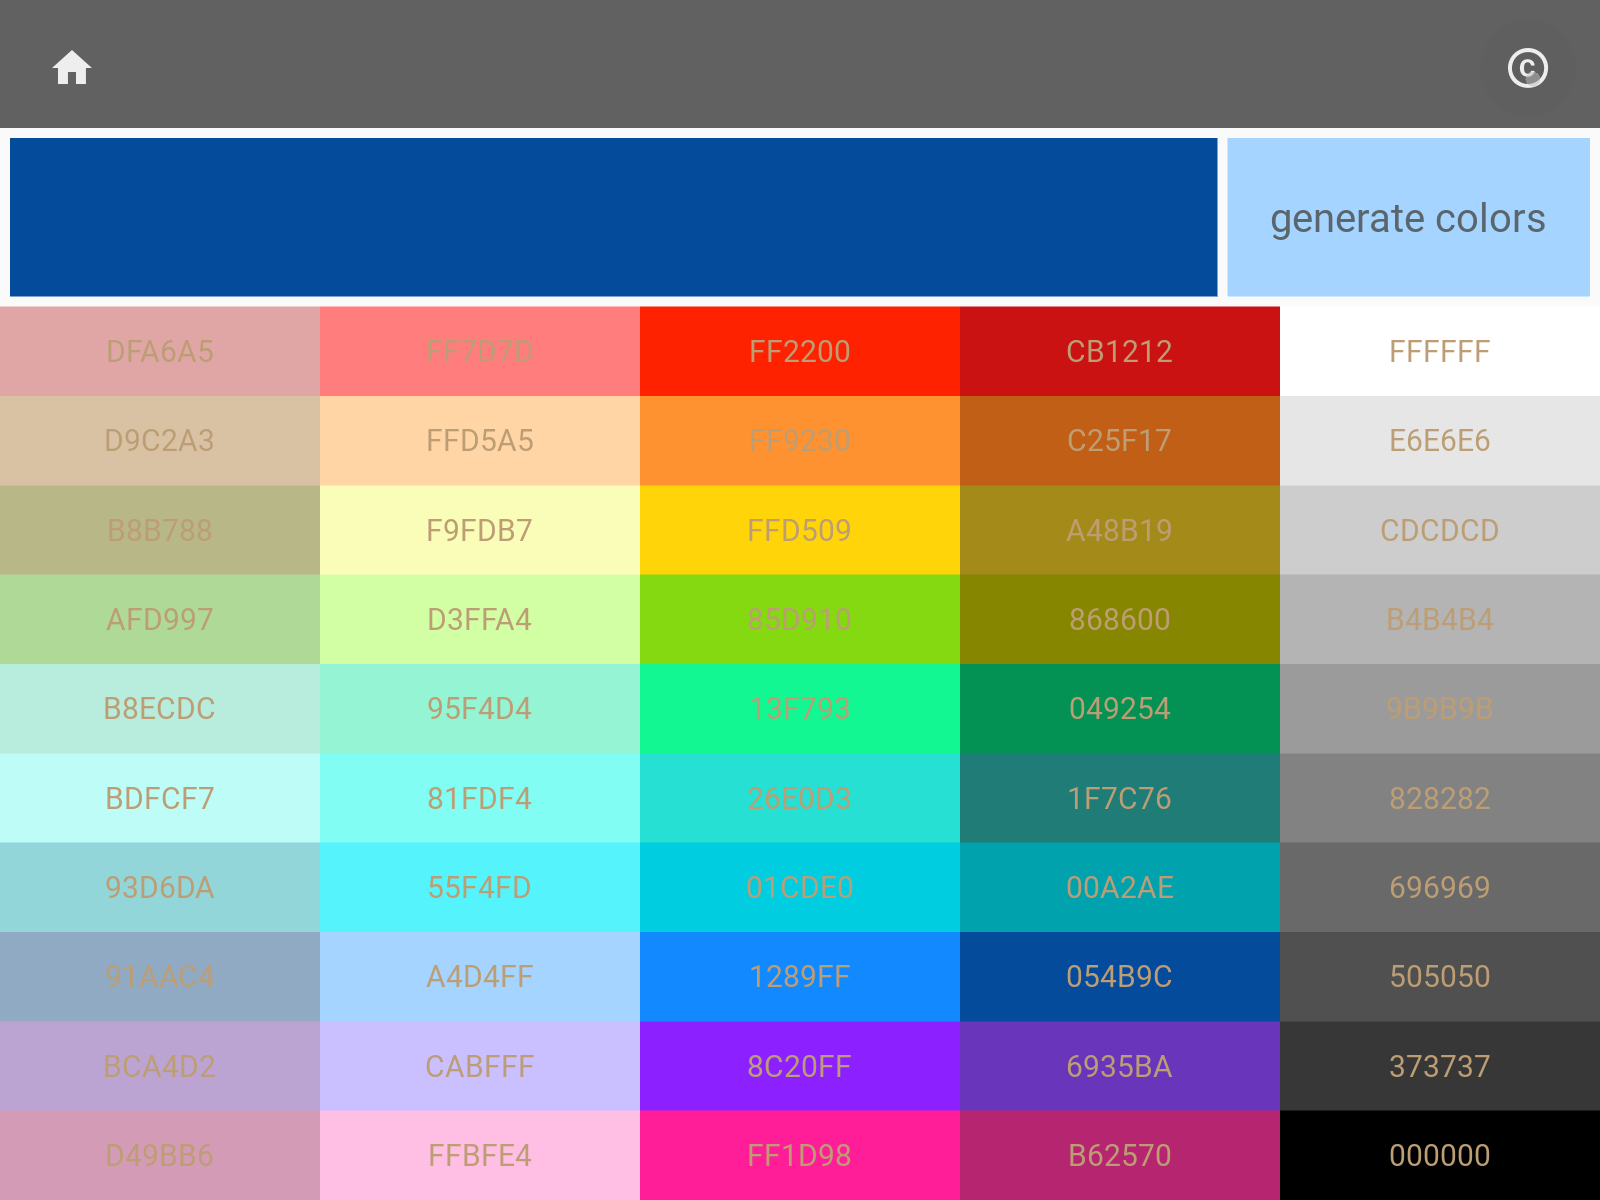 ©
generate colors
DFA6A5 FF7D7D FF2200 CB1212 FFFFFF
D9C2A3 FFD5A5 FF9230 C25F17 E6E6E6
B8B788 F9FDB7 FFD509 A48B19 CDCDCD
AFD997 D3FFA4 85D910 868600 B4B4B4
B8ECDC 95F4D4 13F793 049254 9B9B9B
BDFCF7 81FDF4 26E0D3 1F7C76 828282
93D6DA 55F4FD 01CDE0 00A2AE 696969
91AAC4 A4D4FF 1289FF 054B9C 505050
BCA4D2 CABFFF 8C20FF 6935BA 373737
D49BB6 FFBFE4 FF1D98 B62570 000000